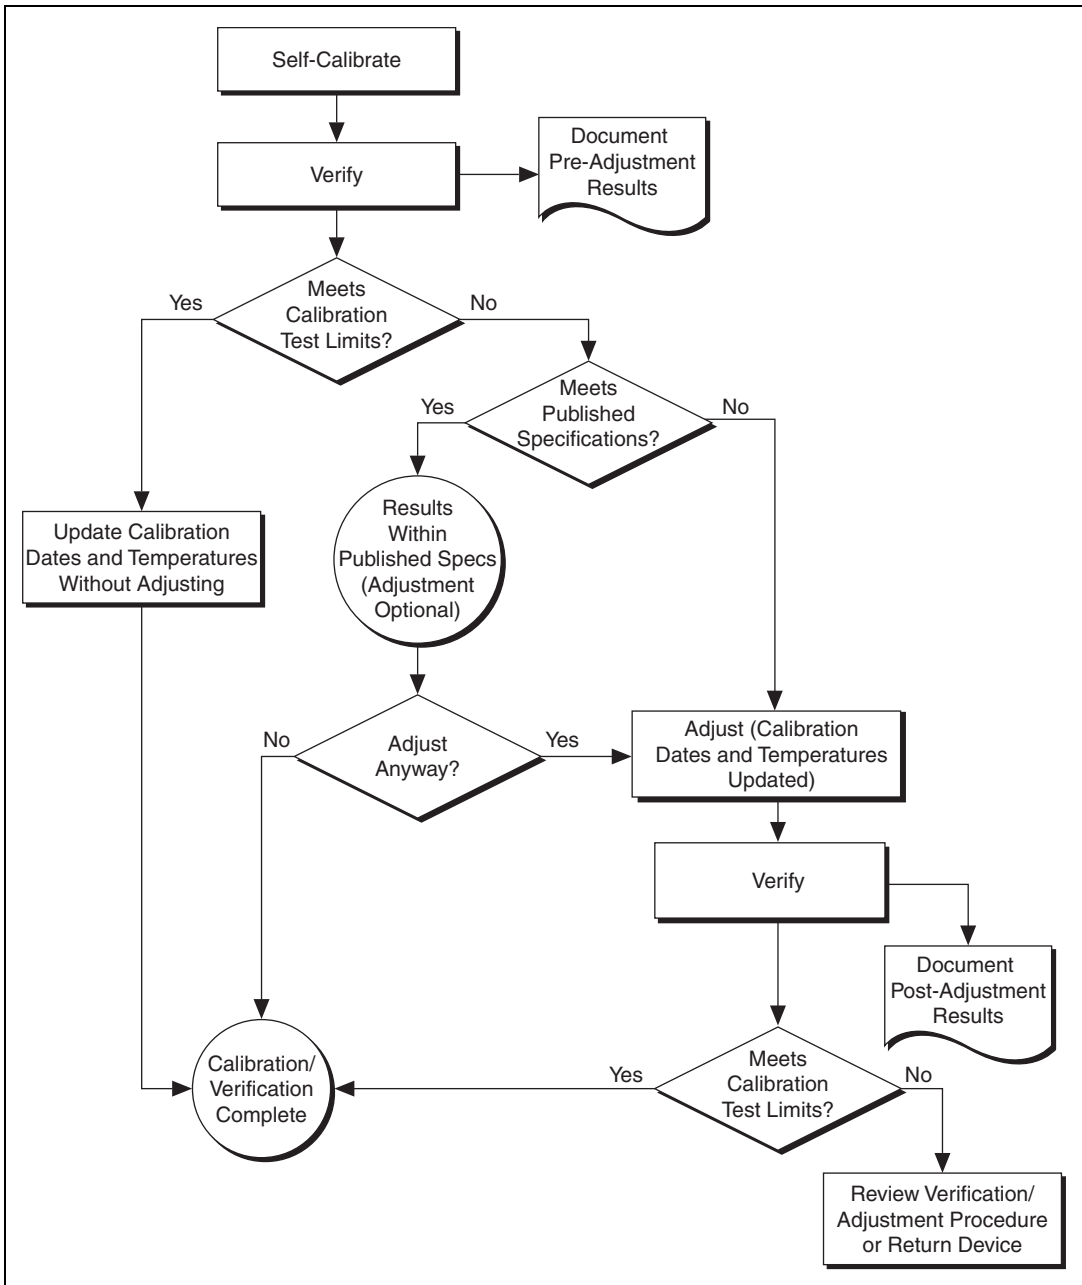 Self-Calibrate
Verify
Document
Pre-Adjustment
Results
Meets
Calibration
Test Limits?
Yes
No
Meets
Published
Specifications?
Yes
No
Update Calibration
Dates and Temperatures
Without Adjusting
Results
Within
Published Specs
(Adjustment
Optional)
Adjust
Anyway?
No
Yes
Adjust (Calibration
Dates and Temperatures
Updated)
Verify
Document
Post-Adjustment
Results
Meets
Calibration
Test Limits?
Yes
No
Calibration/
Verification
Complete
Review Verification/
Adjustment Procedure
or Return Device